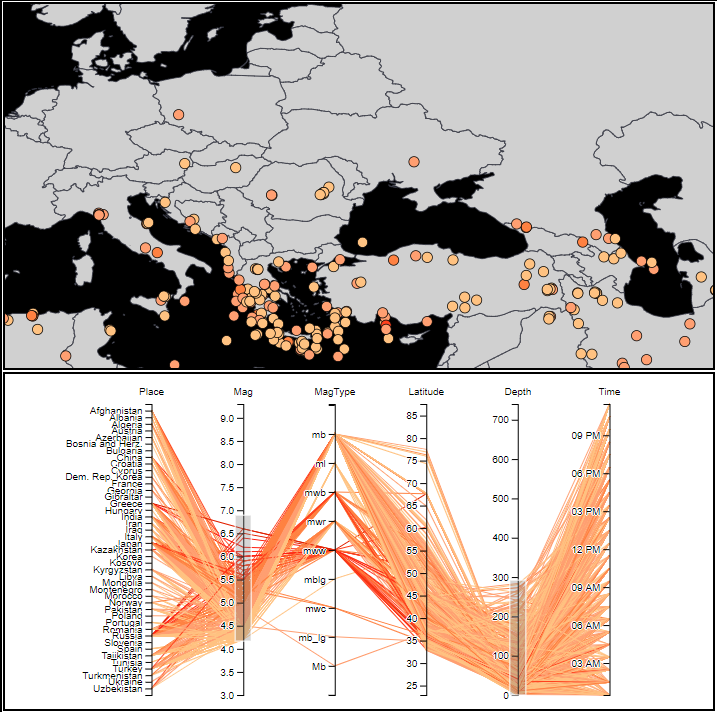 Place Mag MagType Latitude Depth Time
Afghanistan
Albania
Algeria
Austria
Azerbaijan
Bosnia and Herz.
Bulgaria
China
Croatia
Cyprus
Dem. Rep. Korea
France
Georgia
Gibraltar
Greece
Hungary
India
Iran
Iraq
Italy
Japan
Kazakhstan
Korea
Kosovo
Kyrgyzstan
Libya
Mongolia
Montenegro
Morocco
Norway
Pakistan
Poland
Portugal
Romania
Russia
Slovenia
Spain
Tajikistan
Tunisia
Turkey
Turkmenistan
Ukraine
Uzbekistan
9.0
8.5
8.0
7.5
7.0
6.5
6.0
5.5
5.0
4.5
4.0
3.5
3.0
mb
ml
mwb
mwr
mww
mblg
mwc
mb_lg
Mb
85
80
75
70
65
60
55
50
45
40
35
30
25
700
600
500
400
300
200
100
0
09 PM
06 PM
03 PM
12 PM
09 AM
06 AM
03 AM